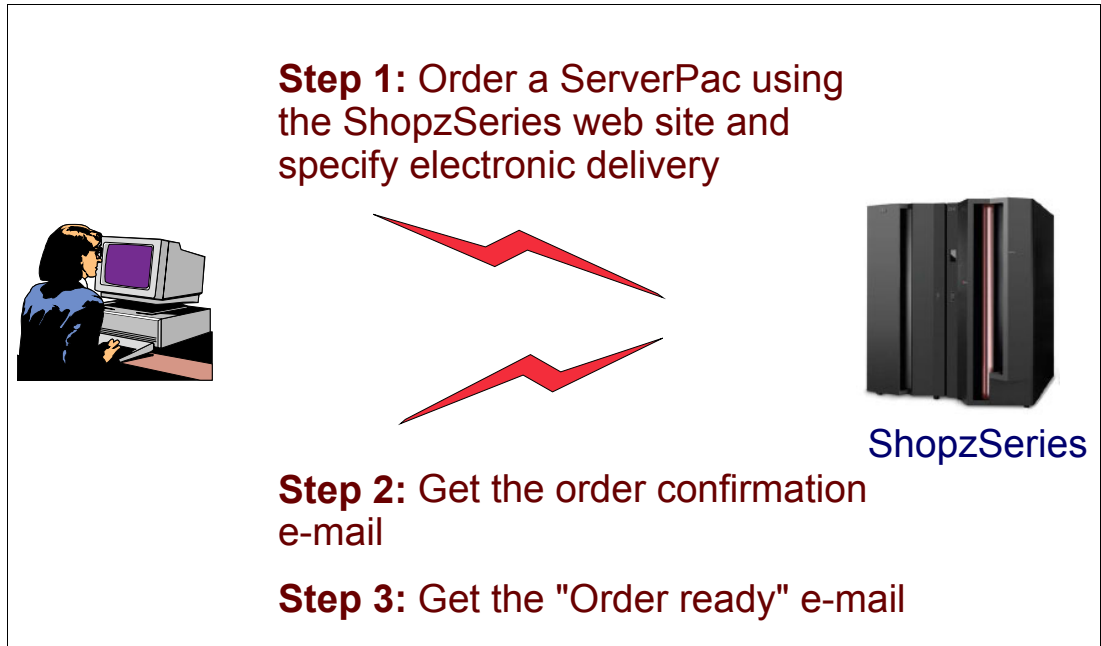 Step 1: Order a ServerPac using
the ShopzSeries web site and
specify electronic delivery
ShopzSeries
Step 2: Get the order confirmation
e-mail
Step 3: Get the "Order ready" e-mail